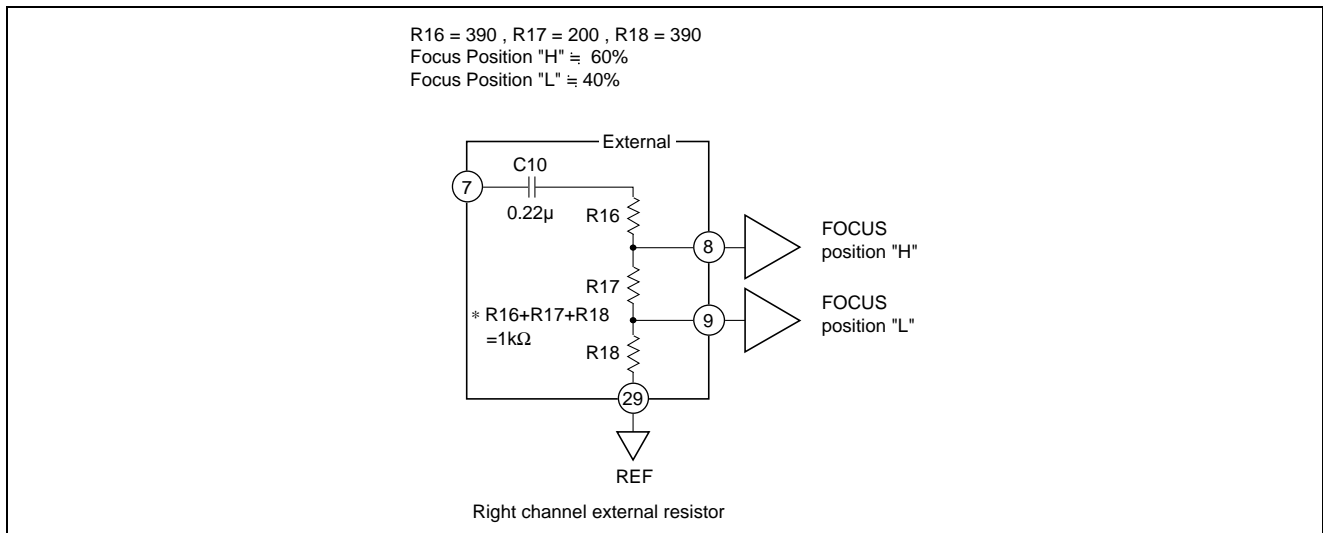 R16 = 390 , R17 = 200 , R18 = 390
Focus Position "H" ≒ 60%
Focus Position "L" ≒ 40%
External
C10
7
0.22μ
R16
8
FOCUS
position "H"
R17
9
FOCUS
position "L"
* R16+R17+R18
=1kΩ
R18
29
REF
Right channel external resistor